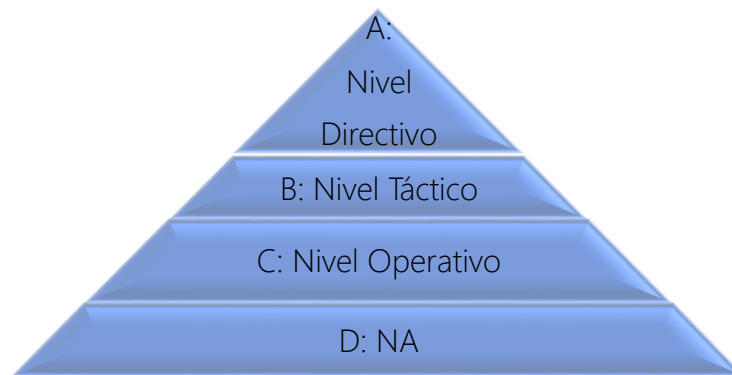 A:
Nivel
Directivo
B: Nivel Táctico
C: Nivel Operativo
D: NA